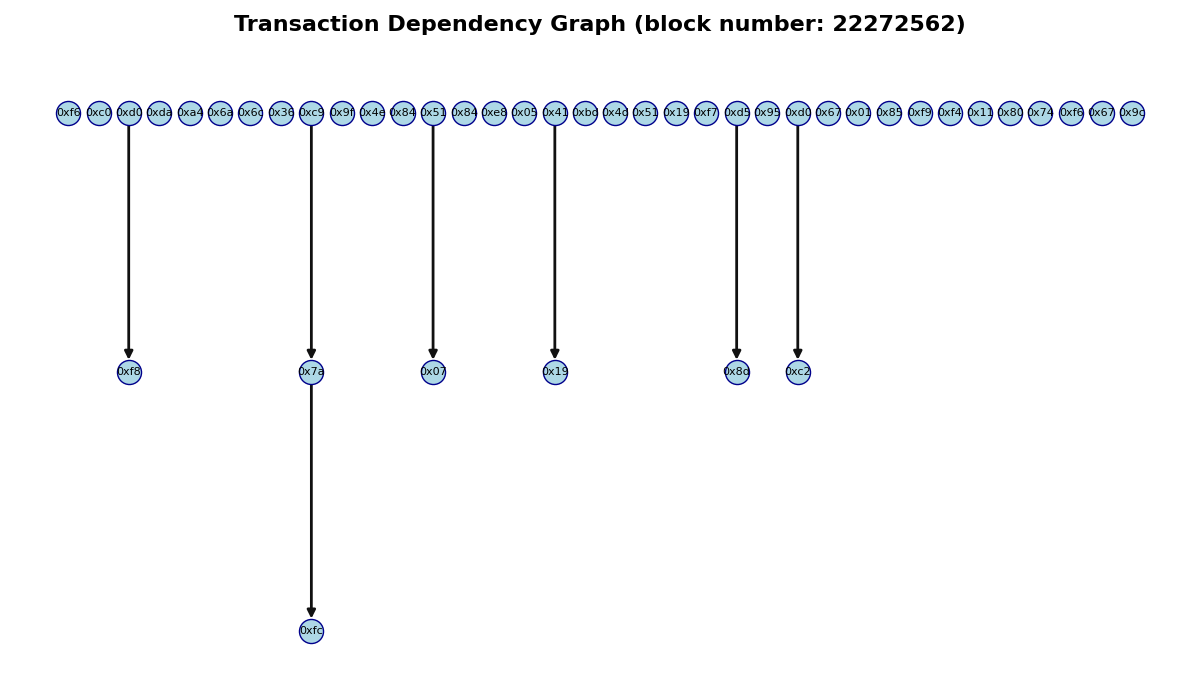 Transaction Dependency Graph (block number: 22272562)
0xf6 0xc0 0xd0 0xda 0xa4 0x6a 0x6c 0x36 0xc9 0x9f 0x4e 0x84 0x51 0x84 0xe8 0x05 0x41 0xbd 0x4d 0x51 0x19 0xf7 0xd5 0x95 0xd0 0x67 0x01 0x85 0xf9 0xf4 0x11 0x80 0x74 0xf6 0x67 0x9c
0xf8 0x7a 0x07 0x19 0x8d 0xc2
0xfc